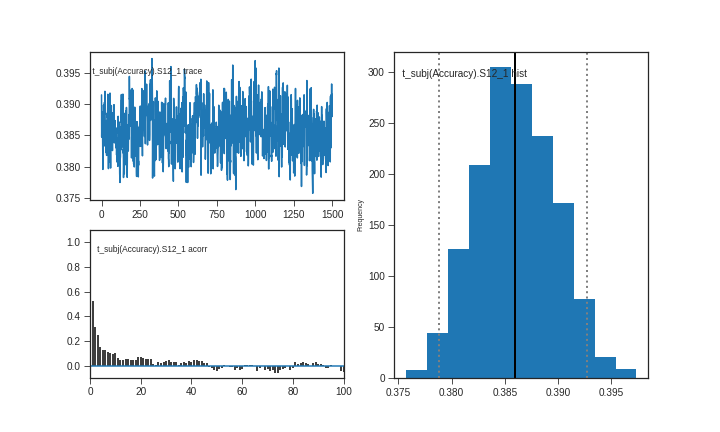 t_subj(Accuracy).S12_1 trace
0.395
0.390
0.385
0.380
0.375
0 250 500 750 1000 1250 1500
t_subj(Accuracy).S12_1 acorr
1.0
0.8
0.6
0.4
0.2
0.0
0 20 40 60 80 100
t_subj(Accuracy).S12_1 hist
Frequency
300
250
200
150
100
50
0
0.375 0.380 0.385 0.390 0.395